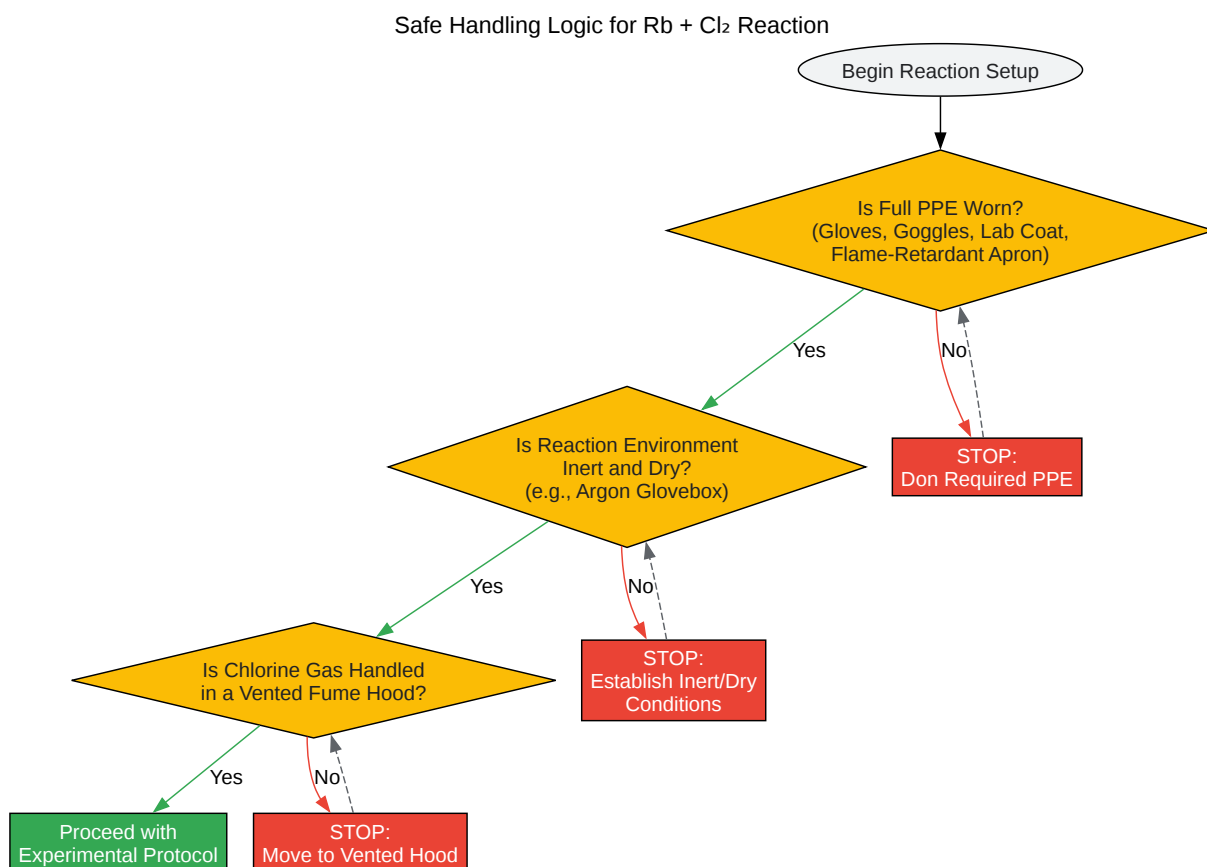 Safe Handling Logic for Rb + Cl₂ Reaction
Begin Reaction Setup
Is Full PPE Worn?
(Gloves, Goggles, Lab Coat,
Flame-Retardant Apron)
Yes
No
STOP:
Don Required PPE
Is Reaction Environment
Inert and Dry?
(e.g., Argon Glovebox)
Yes
No
STOP:
Establish Inert/Dry
Conditions
Is Chlorine Gas Handled
in a Vented Fume Hood?
Yes
No
Proceed with
Experimental Protocol
STOP:
Move to Vented Hood